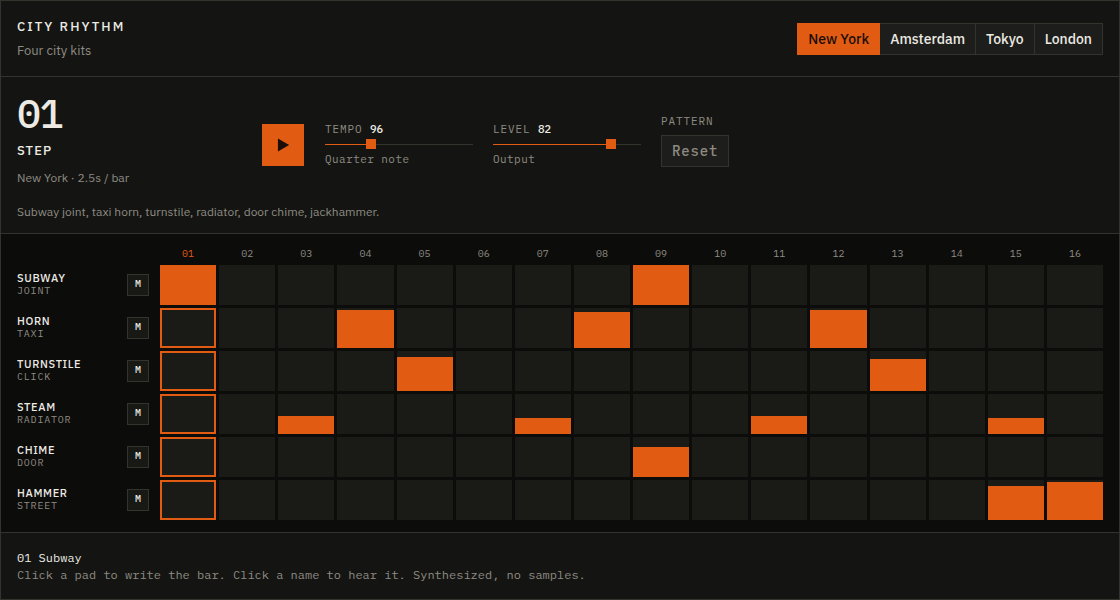 CITY RHYTHM
Four city kits
New York Amsterdam Tokyo London
01
STEP
New York · 2.5s / bar
TEMPO 96
Quarter note
LEVEL 82
Output
PATTERN
Reset
Subway joint, taxi horn, turnstile, radiator, door chime, jackhammer.
01 02 03 04 05 06 07 08 09 10 11 12 13 14 15 16
SUBWAY
JOINT
M
HORN
TAXI
M
TURNSTILE
CLICK
M
STEAM
RADIATOR
M
CHIME
DOOR
M
HAMMER
STREET
M
01 Subway
Click a pad to write the bar. Click a name to hear it. Synthesized, no samples.